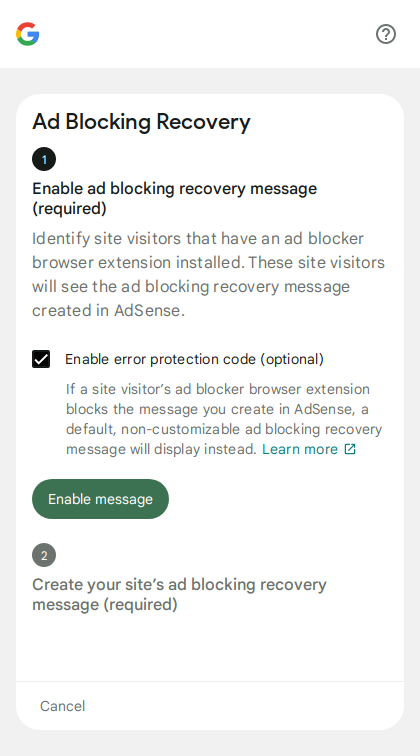 Ad Blocking Recovery
1
Enable ad blocking recovery message
(required)
Identify site visitors that have an ad blocker
browser extension installed. These site visitors
will see the ad blocking recovery message
created in AdSense.
Enable error protection code (optional)
If a site visitor’s ad blocker browser extension
blocks the message you create in AdSense, a
default, non-customizable ad blocking recovery
message will display instead. Learn more
Enable message
2
Create your site’s ad blocking recovery
message (required)
Cancel